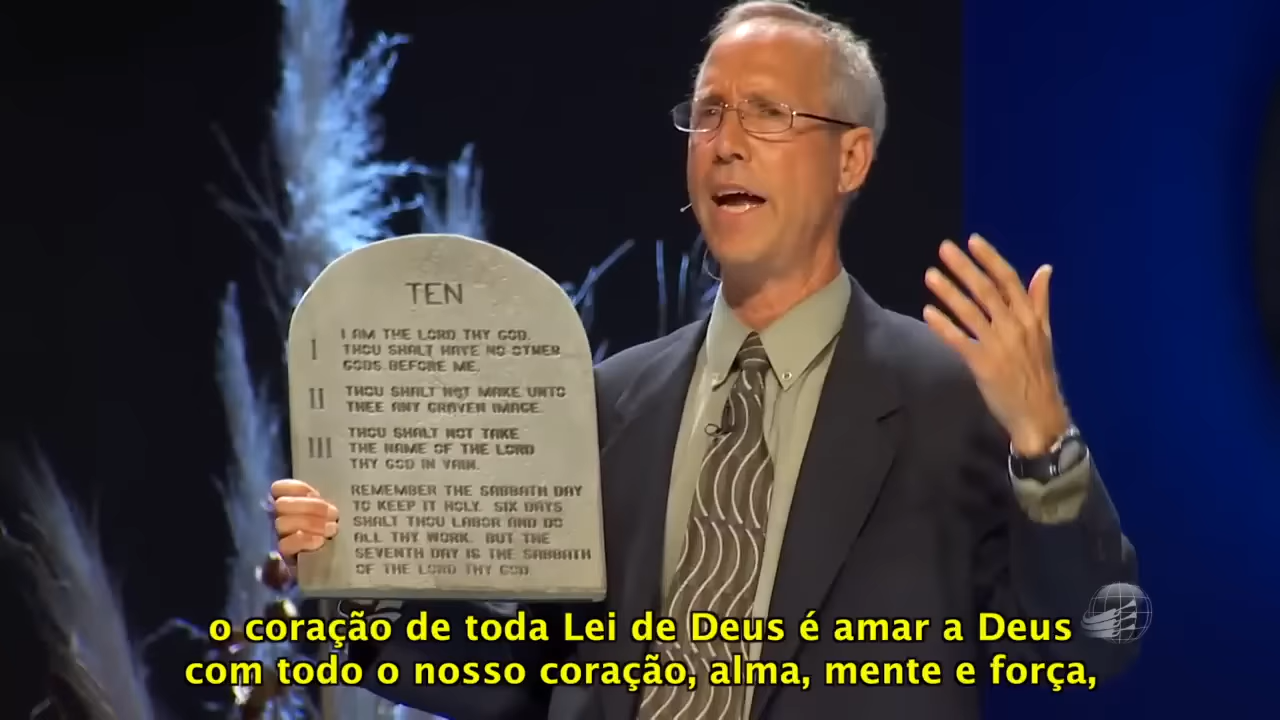 TEN
I
I AM THE LORD THY GOD.
THOU SHALT HAVE NO OTHER
GODS BEFORE ME.
II
THOU SHALT NOT MAKE UNTO
THEE ANY GRAVEN IMAGE.
III
THOU SHALT NOT TAKE
THE NAME OF THE LORD
THY GOD IN VAIN.
REMEMBER THE SABBATH DAY
TO KEEP IT HOLY. SIX DAYS
SHALT THOU LABOR AND DO
ALL THY WORK. BUT THE
SEVENTH DAY IS THE SABBATH
OF THE LORD THY GOD.
o coração de toda Lei de Deus é amar a Deus
com todo o nosso coração, alma, mente e força,